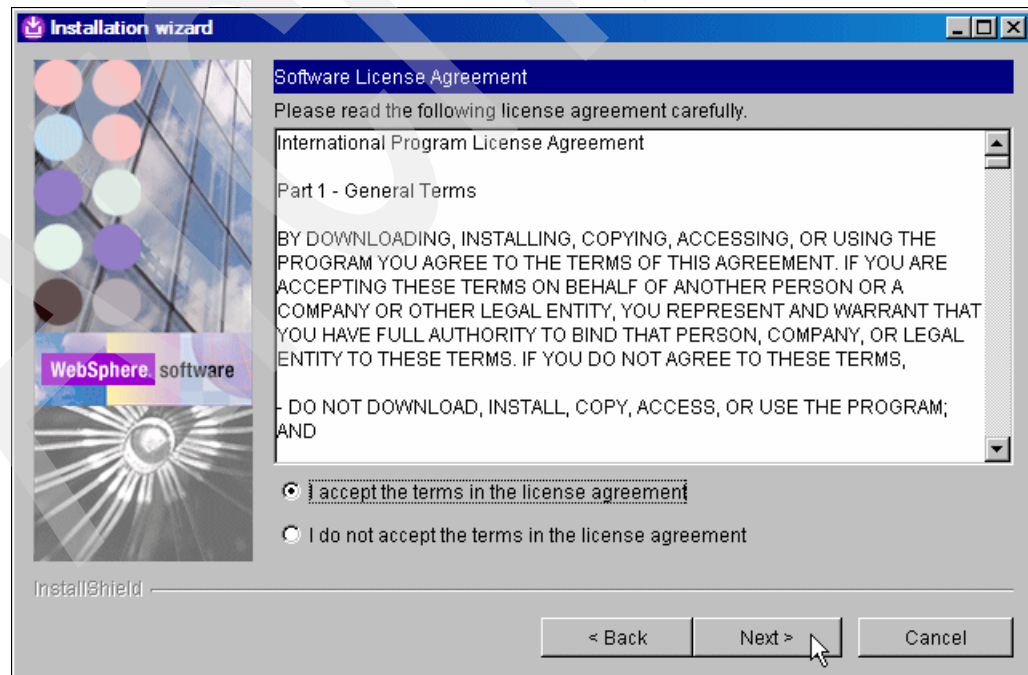 Installation wizard
Software License Agreement
Please read the following license agreement carefully.
International Program License Agreement
Part 1 - General Terms
BY DOWNLOADING, INSTALLING, COPYING, ACCESSING, OR USING THE
PROGRAM YOU AGREE TO THE TERMS OF THIS AGREEMENT. IF YOU ARE
ACCEPTING THESE TERMS ON BEHALF OF ANOTHER PERSON OR A
COMPANY OR OTHER LEGAL ENTITY, YOU REPRESENT AND WARRANT THAT
YOU HAVE FULL AUTHORITY TO BIND THAT PERSON, COMPANY, OR LEGAL
ENTITY TO THESE TERMS. IF YOU DO NOT AGREE TO THESE TERMS,
- DO NOT DOWNLOAD, INSTALL, COPY, ACCESS, OR USE THE PROGRAM;
AND
WebSphere. software
I accept the terms in the license agreement
I do not accept the terms in the license agreement
InstallShield
< Back
Next >
Cancel